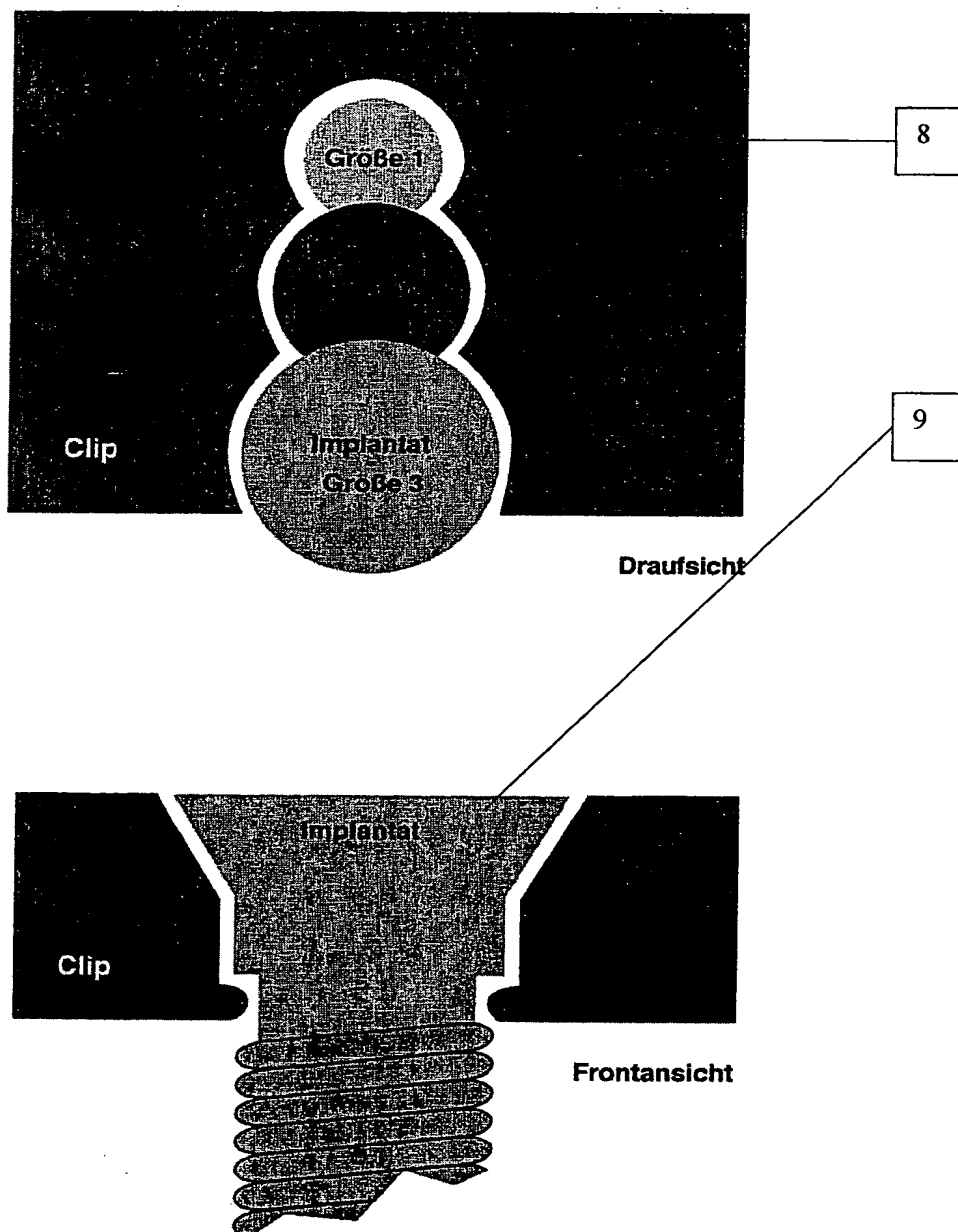 Größe 1
8
Clip
Implantat
Größe 3
9
Draufsicht
Implantat
Clip
Frontansicht